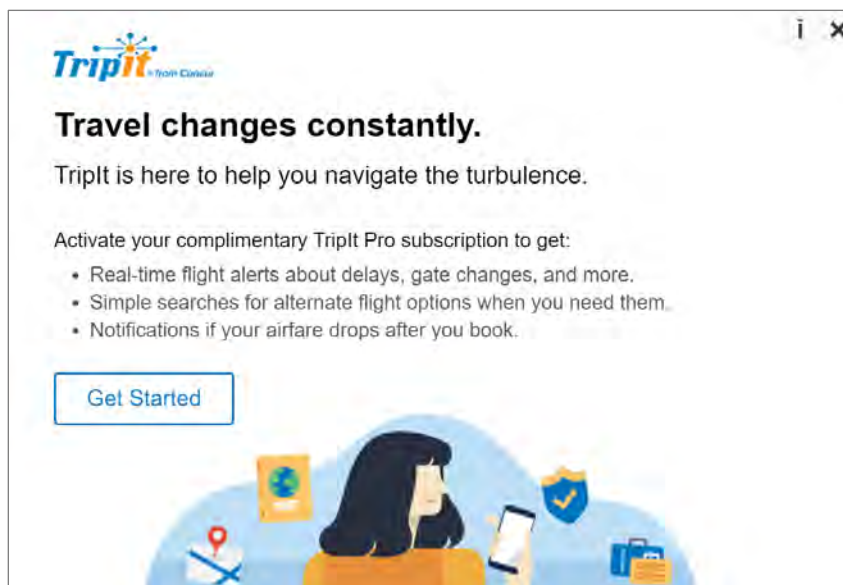 i ×
TripIt ® from Concur
Travel changes constantly.
TripIt is here to help you navigate the turbulence.
Activate your complimentary TripIt Pro subscription to get:
• Real-time flight alerts about delays, gate changes, and more.
• Simple searches for alternate flight options when you need them.
• Notifications if your airfare drops after you book.
Get Started